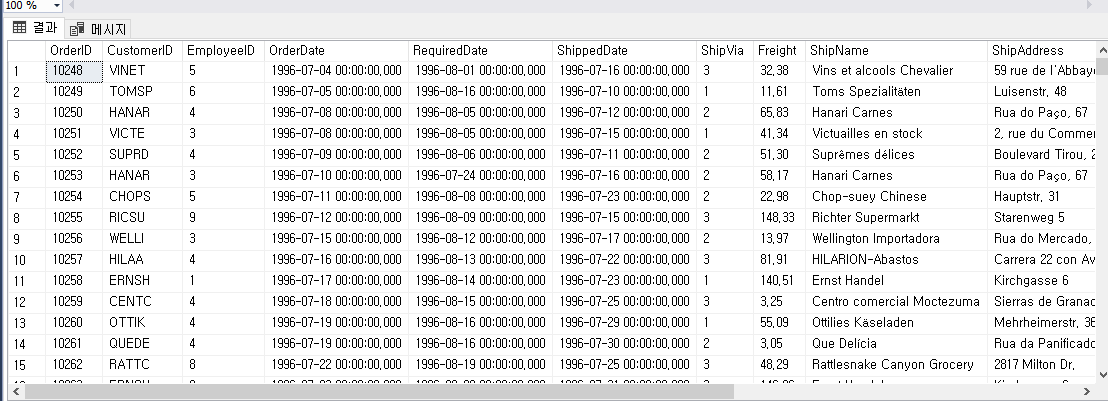 100 %
결과 메시지
OrderID CustomerID EmployeeID OrderDate RequiredDate ShippedDate ShipVia Freight ShipName ShipAddress
1 10248 VINET 5 1996-07-04 00:00:00,000 1996-08-01 00:00:00,000 1996-07-16 00:00:00,000 3 32,38 Vins et alcools Chevalier 59 rue de l'Abbaye
2 10249 TOMSP 6 1996-07-05 00:00:00,000 1996-08-16 00:00:00,000 1996-07-10 00:00:00,000 1 11,61 Toms Spezialitäten Luisenstr, 48
3 10250 HANAR 4 1996-07-08 00:00:00,000 1996-08-05 00:00:00,000 1996-07-12 00:00:00,000 2 65,83 Hanari Carnes Rua do Paço, 67
4 10251 VICTE 3 1996-07-08 00:00:00,000 1996-08-05 00:00:00,000 1996-07-15 00:00:00,000 1 41,34 Victuailles en stock 2, rue du Commer
5 10252 SUPRD 4 1996-07-09 00:00:00,000 1996-08-06 00:00:00,000 1996-07-11 00:00:00,000 2 51,30 Suprêmes délices Boulevard Tirou, 2
6 10253 HANAR 3 1996-07-10 00:00:00,000 1996-07-24 00:00:00,000 1996-07-16 00:00:00,000 2 58,17 Hanari Carnes Rua do Paço, 67
7 10254 CHOPS 5 1996-07-11 00:00:00,000 1996-08-08 00:00:00,000 1996-07-23 00:00:00,000 2 22,98 Chop-suey Chinese Hauptstr, 31
8 10255 RICSU 9 1996-07-12 00:00:00,000 1996-08-09 00:00:00,000 1996-07-15 00:00:00,000 3 148,33 Richter Supermarkt Starenweg 5
9 10256 WELLI 3 1996-07-15 00:00:00,000 1996-08-12 00:00:00,000 1996-07-17 00:00:00,000 2 13,97 Wellington Importadora Rua do Mercado,
10 10257 HILAA 4 1996-07-16 00:00:00,000 1996-08-13 00:00:00,000 1996-07-22 00:00:00,000 3 81,91 HILARION-Abastos Carrera 22 con Av
11 10258 ERNSH 1 1996-07-17 00:00:00,000 1996-08-14 00:00:00,000 1996-07-23 00:00:00,000 1 140,51 Ernst Handel Kirchgasse 6
12 10259 CENTC 4 1996-07-18 00:00:00,000 1996-08-15 00:00:00,000 1996-07-25 00:00:00,000 3 3,25 Centro comercial Moctezuma Sierras de Granad
13 10260 OTTIK 4 1996-07-19 00:00:00,000 1996-08-16 00:00:00,000 1996-07-29 00:00:00,000 1 55,09 Ottilies Käseladen Mehrheimerstr, 36
14 10261 QUEDE 4 1996-07-19 00:00:00,000 1996-08-16 00:00:00,000 1996-07-30 00:00:00,000 2 3,05 Que Delícia Rua da Panificado
15 10262 RATTC 8 1996-07-22 00:00:00,000 1996-08-19 00:00:00,000 1996-07-25 00:00:00,000 3 48,29 Rattlesnake Canyon Grocery 2817 Milton Dr,